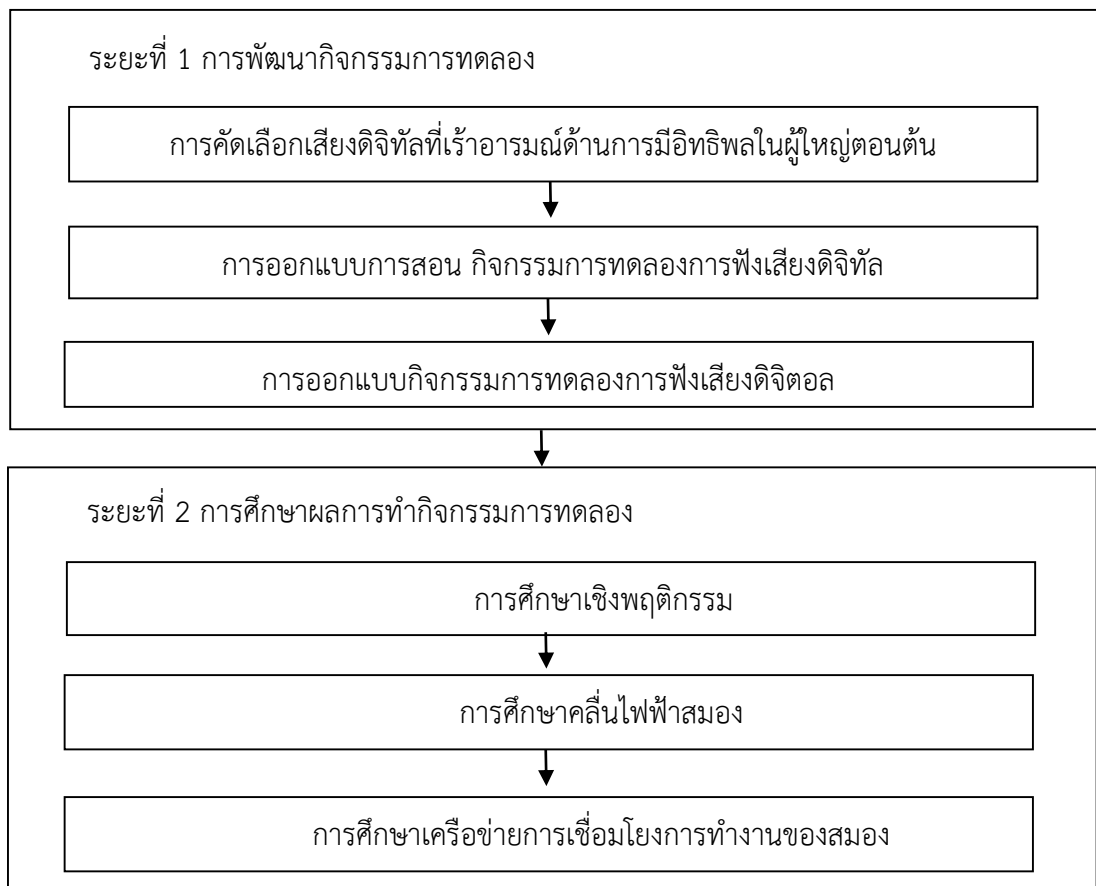 ระยะที่ 1 การพัฒนากิจกรรมการทดลอง
การคัดเลือกเสียงดิจิทัลที่เร้าอารมณ์ด้านการมีอิทธิพลในผู้ใหญ่ตอนต้น
การออกแบบการสอน กิจกรรมการทดลองการฟังเสียงดิจิทัล
การออกแบบกิจกรรมการทดลองการฟังเสียงดิจิตอล
ระยะที่ 2 การศึกษาผลการทำกิจกรรมการทดลอง
การศึกษาเชิงพฤติกรรม
การศึกษาคลื่นไฟฟ้าสมอง
การศึกษาเครือข่ายการเชื่อมโยงการทำงานของสมอง